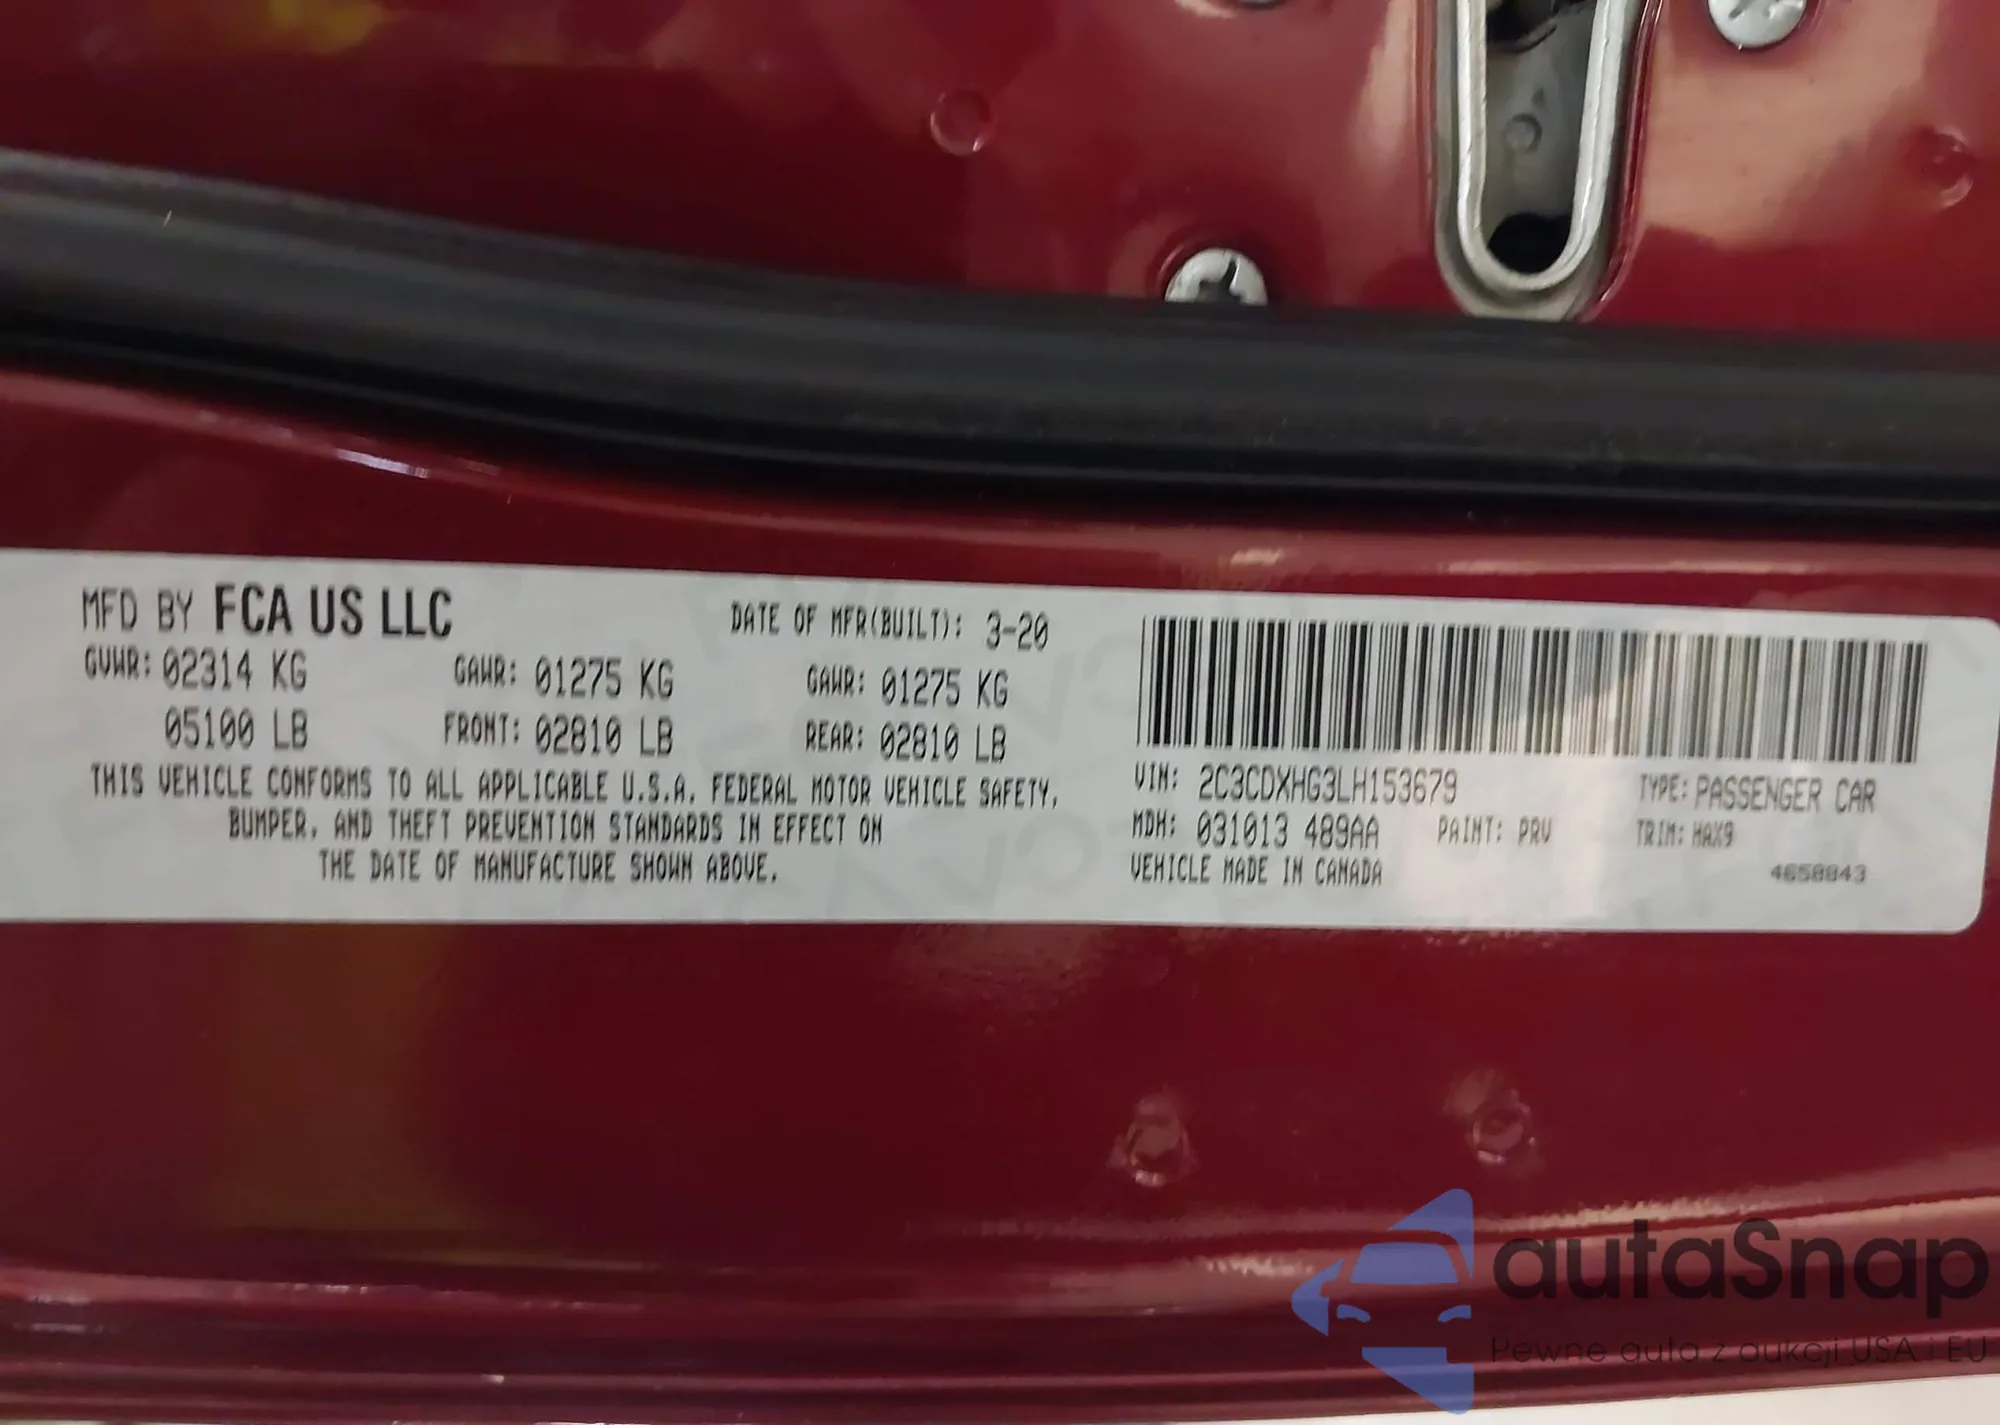 MFD BY FCA US LLC DATE OF MFR(BUILT): 3-20
GVWR: 02314 KG GAWR: 01275 KG GAWR: 01275 KG
05100 LB FRONT: 02810 LB REAR: 02810 LB
THIS VEHICLE CONFORMS TO ALL APPLICABLE U.S.A. FEDERAL MOTOR VEHICLE SAFETY,
BUMPER, AND THEFT PREVENTION STANDARDS IN EFFECT ON
THE DATE OF MANUFACTURE SHOWN ABOVE.
VIN: 2C3CDXHG3LH153679 TYPE: PASSENGER CAR
MDH: 031013 489AA PAINT: PRV TRIM: HAX9
VEHICLE MADE IN CANADA 4658843
autaSnap
Pewne auta z aukcji USA i EU